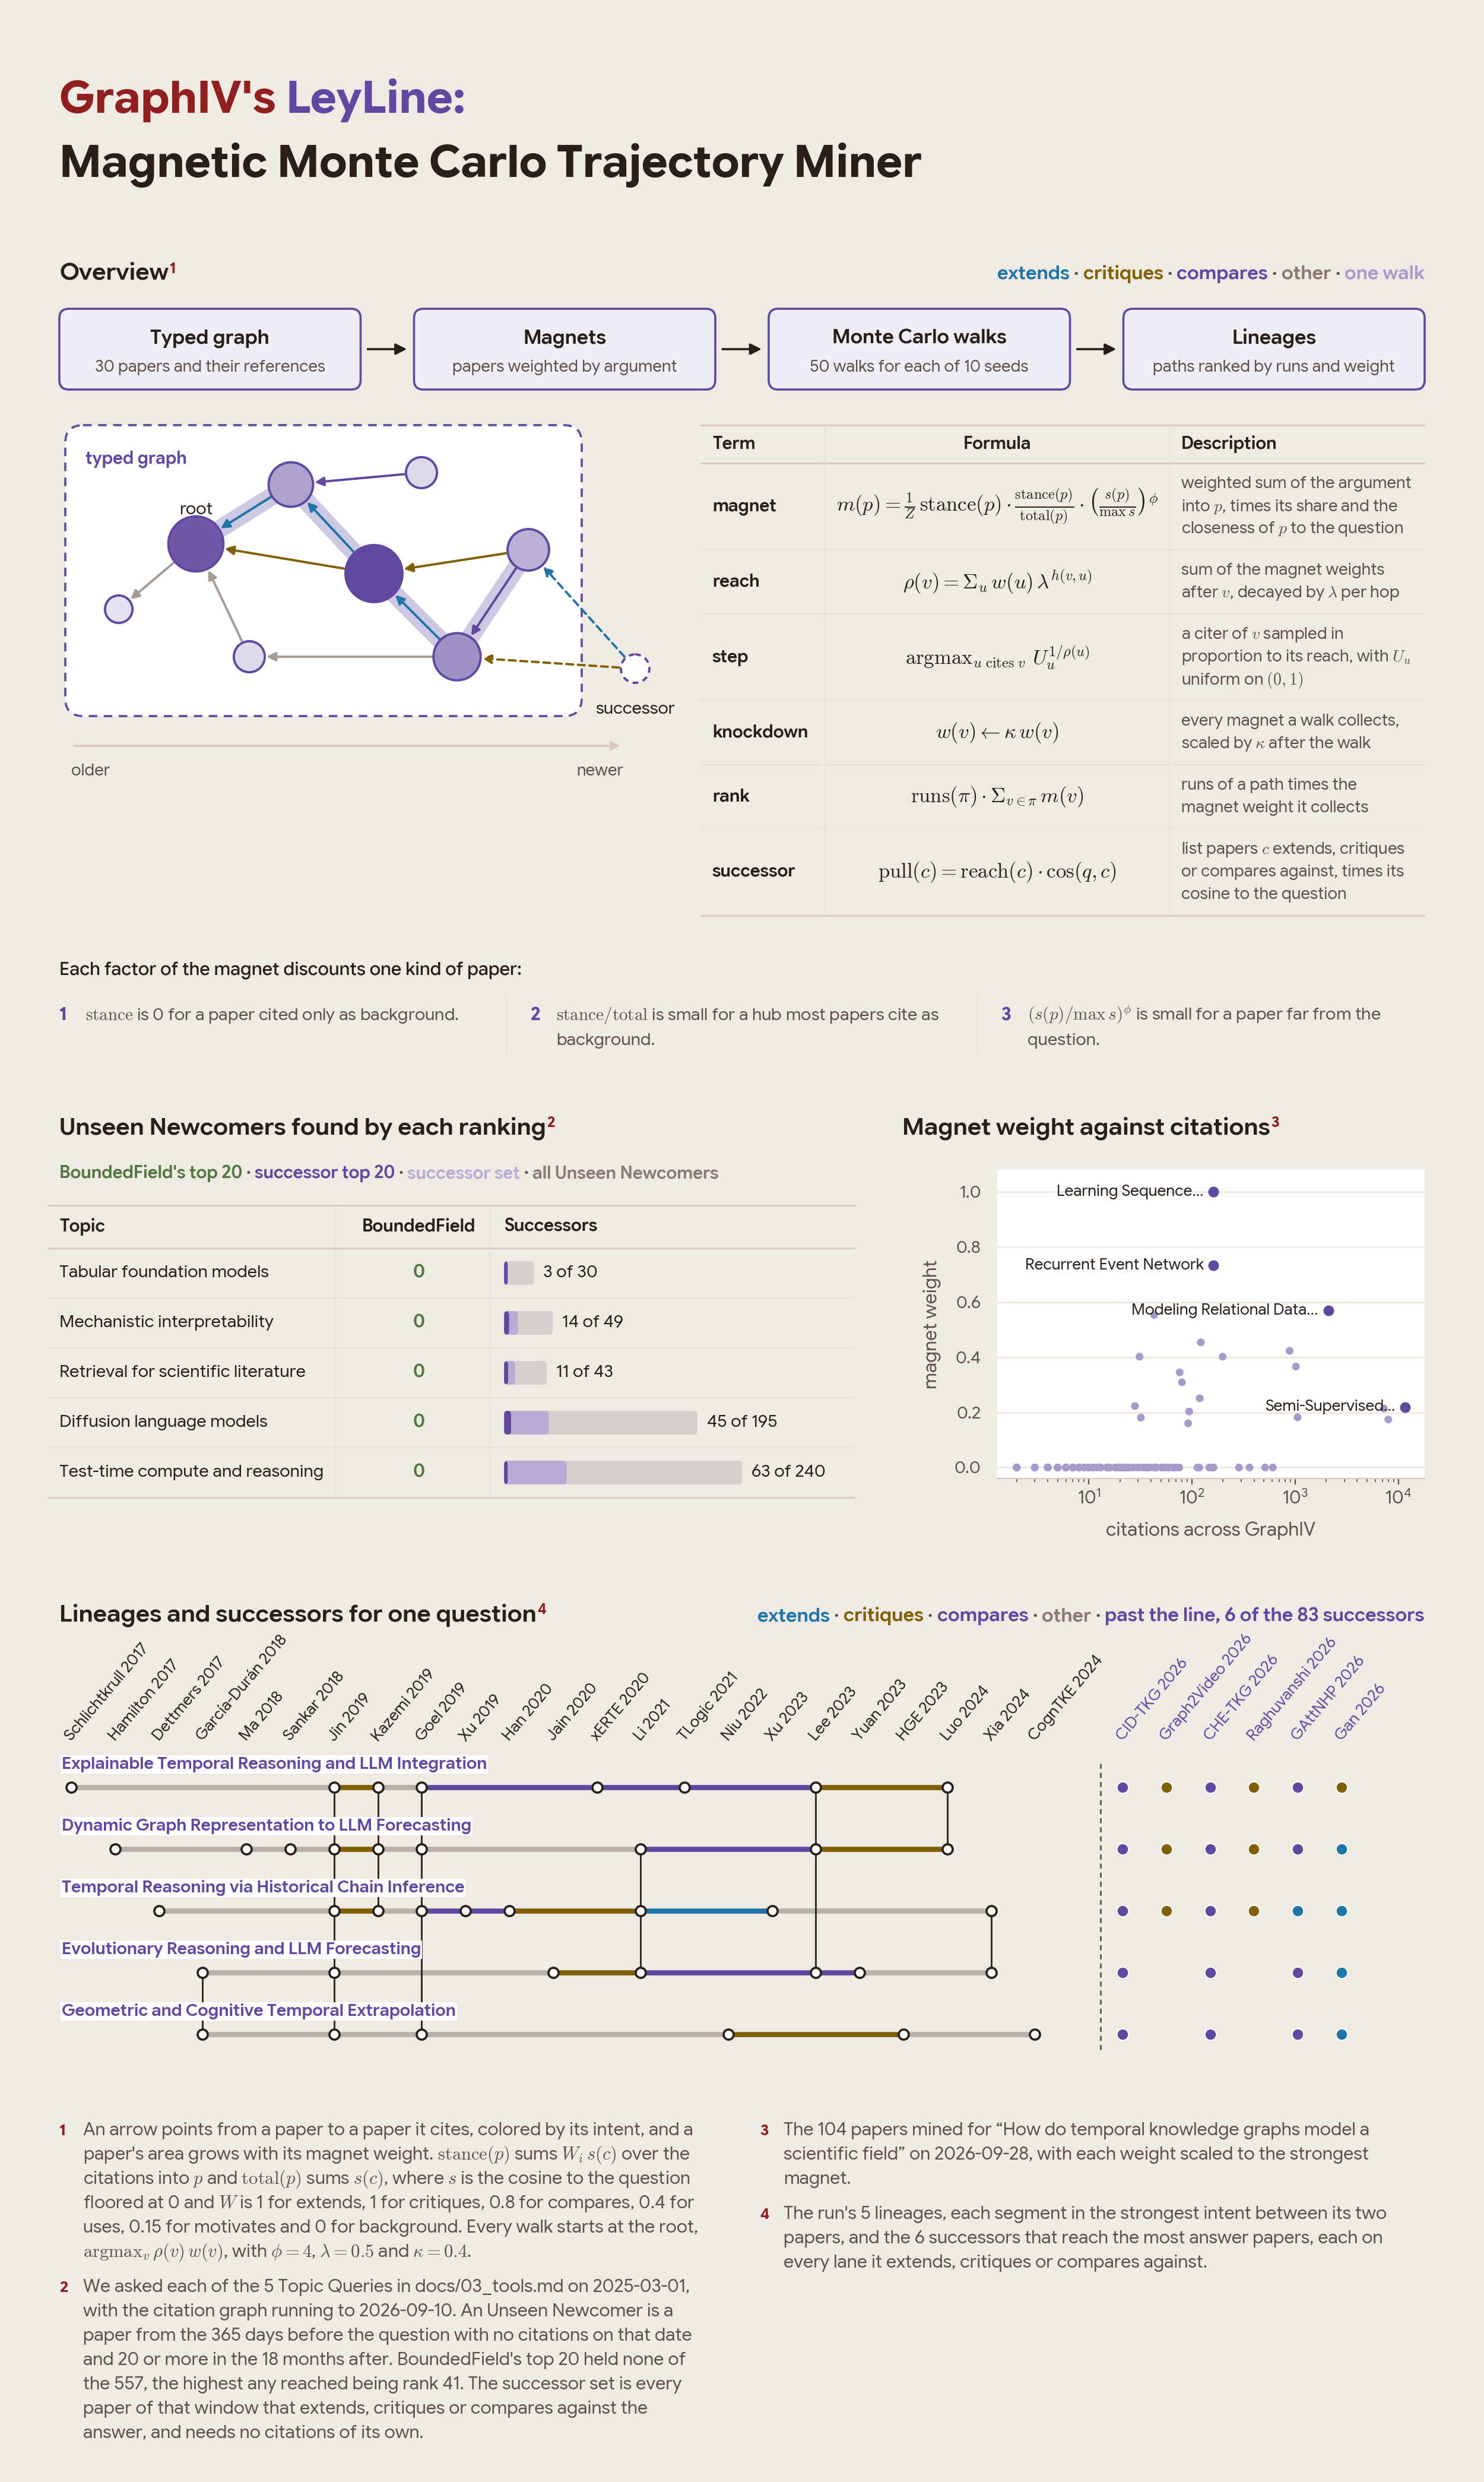 GraphIV's LeyLine:
Magnetic Monte Carlo Trajectory Miner
Overview1
extends · critiques · compares · other · one walk
Typed graph
30 papers and their references
Magnets
papers weighted by argument
Monte Carlo walks
50 walks for each of 10 seeds
Lineages
paths ranked by runs and weight
typed graph
root
successor
older
newer
Term Formula Description
magnet m(p) = 1/Z stance(p) · stance(p)/total(p) · (s(p)/max s)^ϕ
weighted sum of the argument
into p, times its share and the
closeness of p to the question
reach ρ(v) = Σ_u w(u) λ^h(v, u)
sum of the magnet weights
after v, decayed by λ per hop
step argmax_u cites v U_u^1/ρ(u)
a citer of v sampled in
proportion to its reach, with U_u
uniform on (0, 1)
knockdown w(v) ← κ w(v)
every magnet a walk collects,
scaled by κ after the walk
rank runs(π) · Σ_v∈π m(v)
runs of a path times the
magnet weight it collects
successor pull(c) = reach(c) · cos(q, c)
list papers c extends, critiques
or compares against, times its
cosine to the question
Each factor of the magnet discounts one kind of paper:
1 stance is 0 for a paper cited only as background.
2 stance/total is small for a hub most papers cite as
background.
3 (s(p)/max s)^ϕ is small for a paper far from the
question.
Unseen Newcomers found by each ranking2
BoundedField's top 20 · successor top 20 · successor set · all Unseen Newcomers
Topic BoundedField Successors
Tabular foundation models 0 3 of 30
Mechanistic interpretability 0 14 of 49
Retrieval for scientific literature 0 11 of 43
Diffusion language models 0 45 of 195
Test-time compute and reasoning 0 63 of 240
Magnet weight against citations3
magnet weight
1.0
0.8
0.6
0.4
0.2
0.0
Learning Sequence...
Recurrent Event Network
Modeling Relational Data...
Semi-Supervised...
10^1 10^2 10^3 10^4
citations across GraphIV
Lineages and successors for one question4
extends · critiques · compares · other · past the line, 6 of the 83 successors
Schlichtkrull 2017
Hamilton 2017
Dettmers 2017
García-Durán 2018
Ma 2018
Sankar 2018
Jin 2019
Kazemi 2019
Goel 2019
Xu 2019
Han 2020
Jain 2020
xERTE 2020
Li 2021
TLogic 2021
Niu 2022
Xu 2023
Lee 2023
Yuan 2023
HGE 2023
Luo 2024
Xia 2024
CognTKE 2024
CID-TKG 2026
Graph2Video 2026
CHE-TKG 2026
Raghuvanshi 2026
GAttNHP 2026
Gan 2026
Explainable Temporal Reasoning and LLM Integration
Dynamic Graph Representation to LLM Forecasting
Temporal Reasoning via Historical Chain Inference
Evolutionary Reasoning and LLM Forecasting
Geometric and Cognitive Temporal Extrapolation
1 An arrow points from a paper to a paper it cites, colored by its intent, and a
paper's area grows with its magnet weight. stance(p) sums W_i s(c) over the
citations into p and total(p) sums s(c), where s is the cosine to the question
floored at 0 and W is 1 for extends, 1 for critiques, 0.8 for compares, 0.4 for
uses, 0.15 for motivates and 0 for background. Every walk starts at the root,
argmax_v ρ(v) w(v), with ϕ = 4, λ = 0.5 and κ = 0.4.
2 We asked each of the 5 Topic Queries in docs/03_tools.md on 2025-03-01,
with the citation graph running to 2026-09-10. An Unseen Newcomer is a
paper from the 365 days before the question with no citations on that date
and 20 or more in the 18 months after. BoundedField's top 20 held none of
the 557, the highest any reached being rank 41. The successor set is every
paper of that window that extends, critiques or compares against the
answer, and needs no citations of its own.
3 The 104 papers mined for “How do temporal knowledge graphs model a
scientific field” on 2026-09-28, with each weight scaled to the strongest
magnet.
4 The run's 5 lineages, each segment in the strongest intent between its two
papers, and the 6 successors that reach the most answer papers, each on
every lane it extends, critiques or compares against.